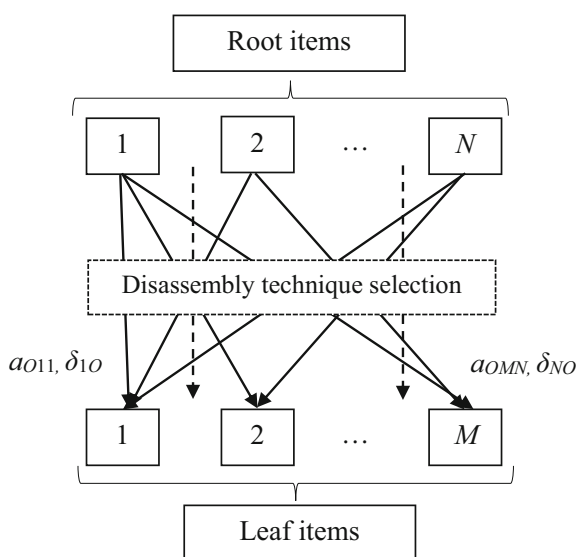 Root items
1 2 … N
Disassembly technique selection
aO11, δ1O aOMN, δNO
1 2 … M
Leaf items